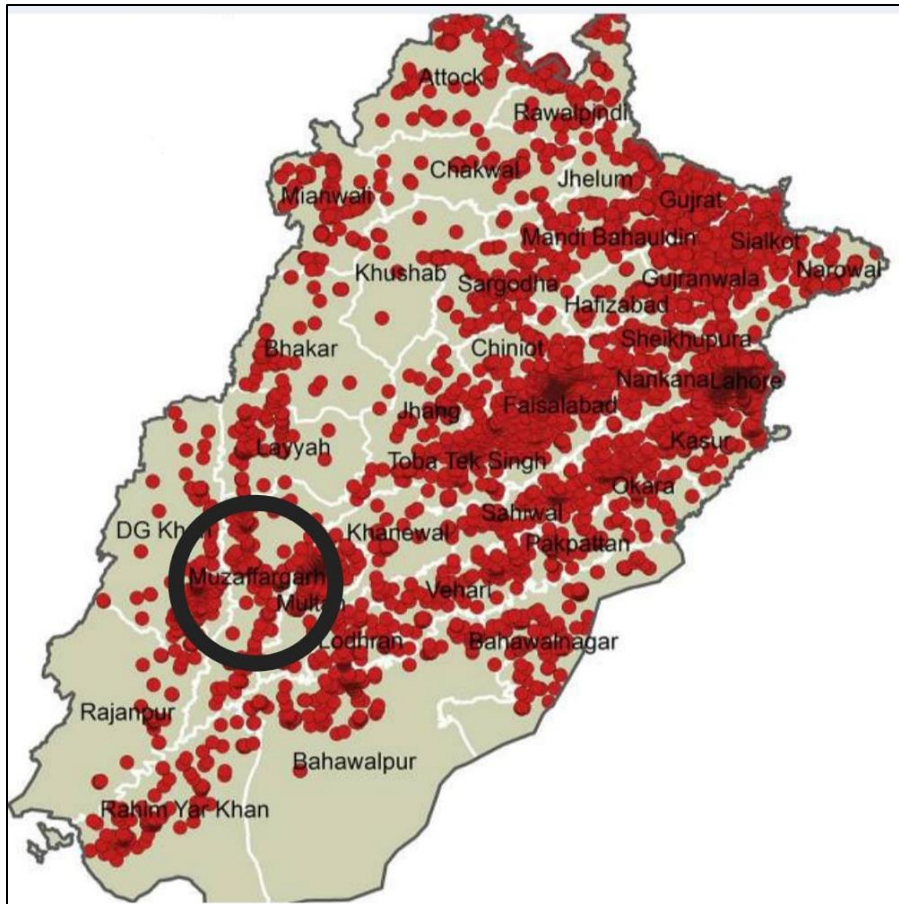 Attock
Rawalpindi
Chakwal
Jhelum
Mianwali
Gujrat
Mandi Bahauldin
Sialkot
Khushab
Sargodha
Gujranwala
Narowal
Hafizabad
Bhakar
Chiniot
Sheikhupura
Nankana
Lahore
Jhang
Faisalabad
Layyah
Toba Tek Singh
Kasur
Okara
DG Khan
Khanewal
Sahiwal
Pakpattan
Muzaffargarh
Multan
Vehari
Lodhran
Bahawalnagar
Rajanpur
Bahawalpur
Rahim Yar Khan